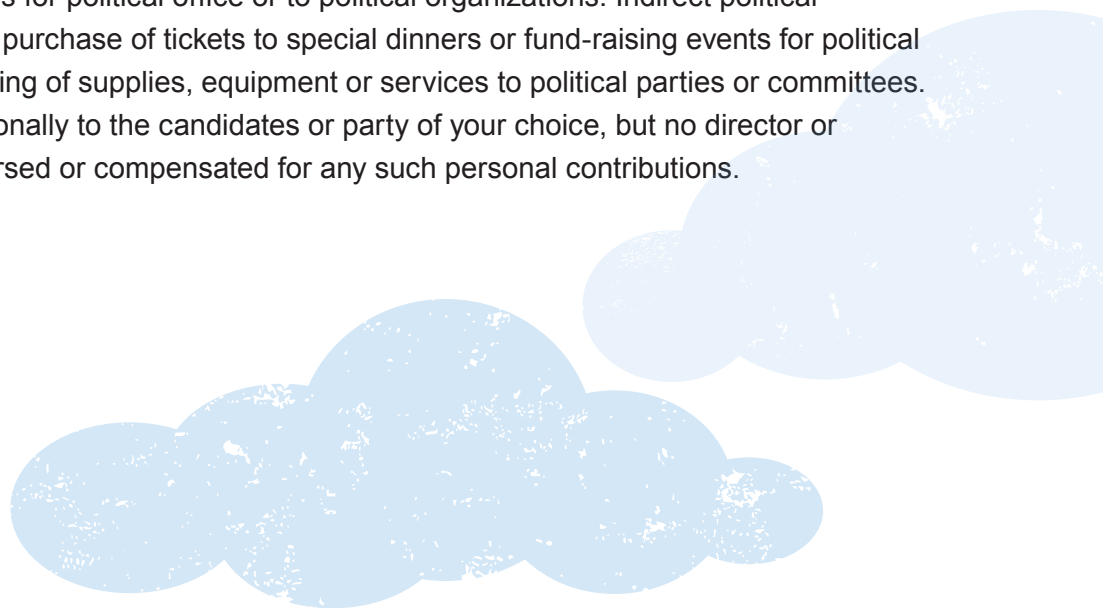 s for political office or to political organizations. Indirect political
purchase of tickets to special dinners or fund-raising events for political
ing of supplies, equipment or services to political parties or committees.
onally to the candidates or party of your choice, but no director or
rsed or compensated for any such personal contributions.